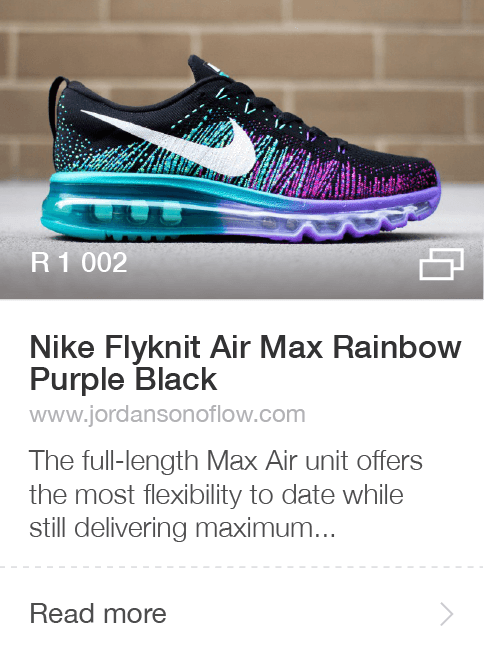 R 1 002
Nike Flyknit Air Max Rainbow
Purple Black
www.jordansonoflow.com
The full-length Max Air unit offers
the most flexibility to date while
still delivering maximum...
Read more